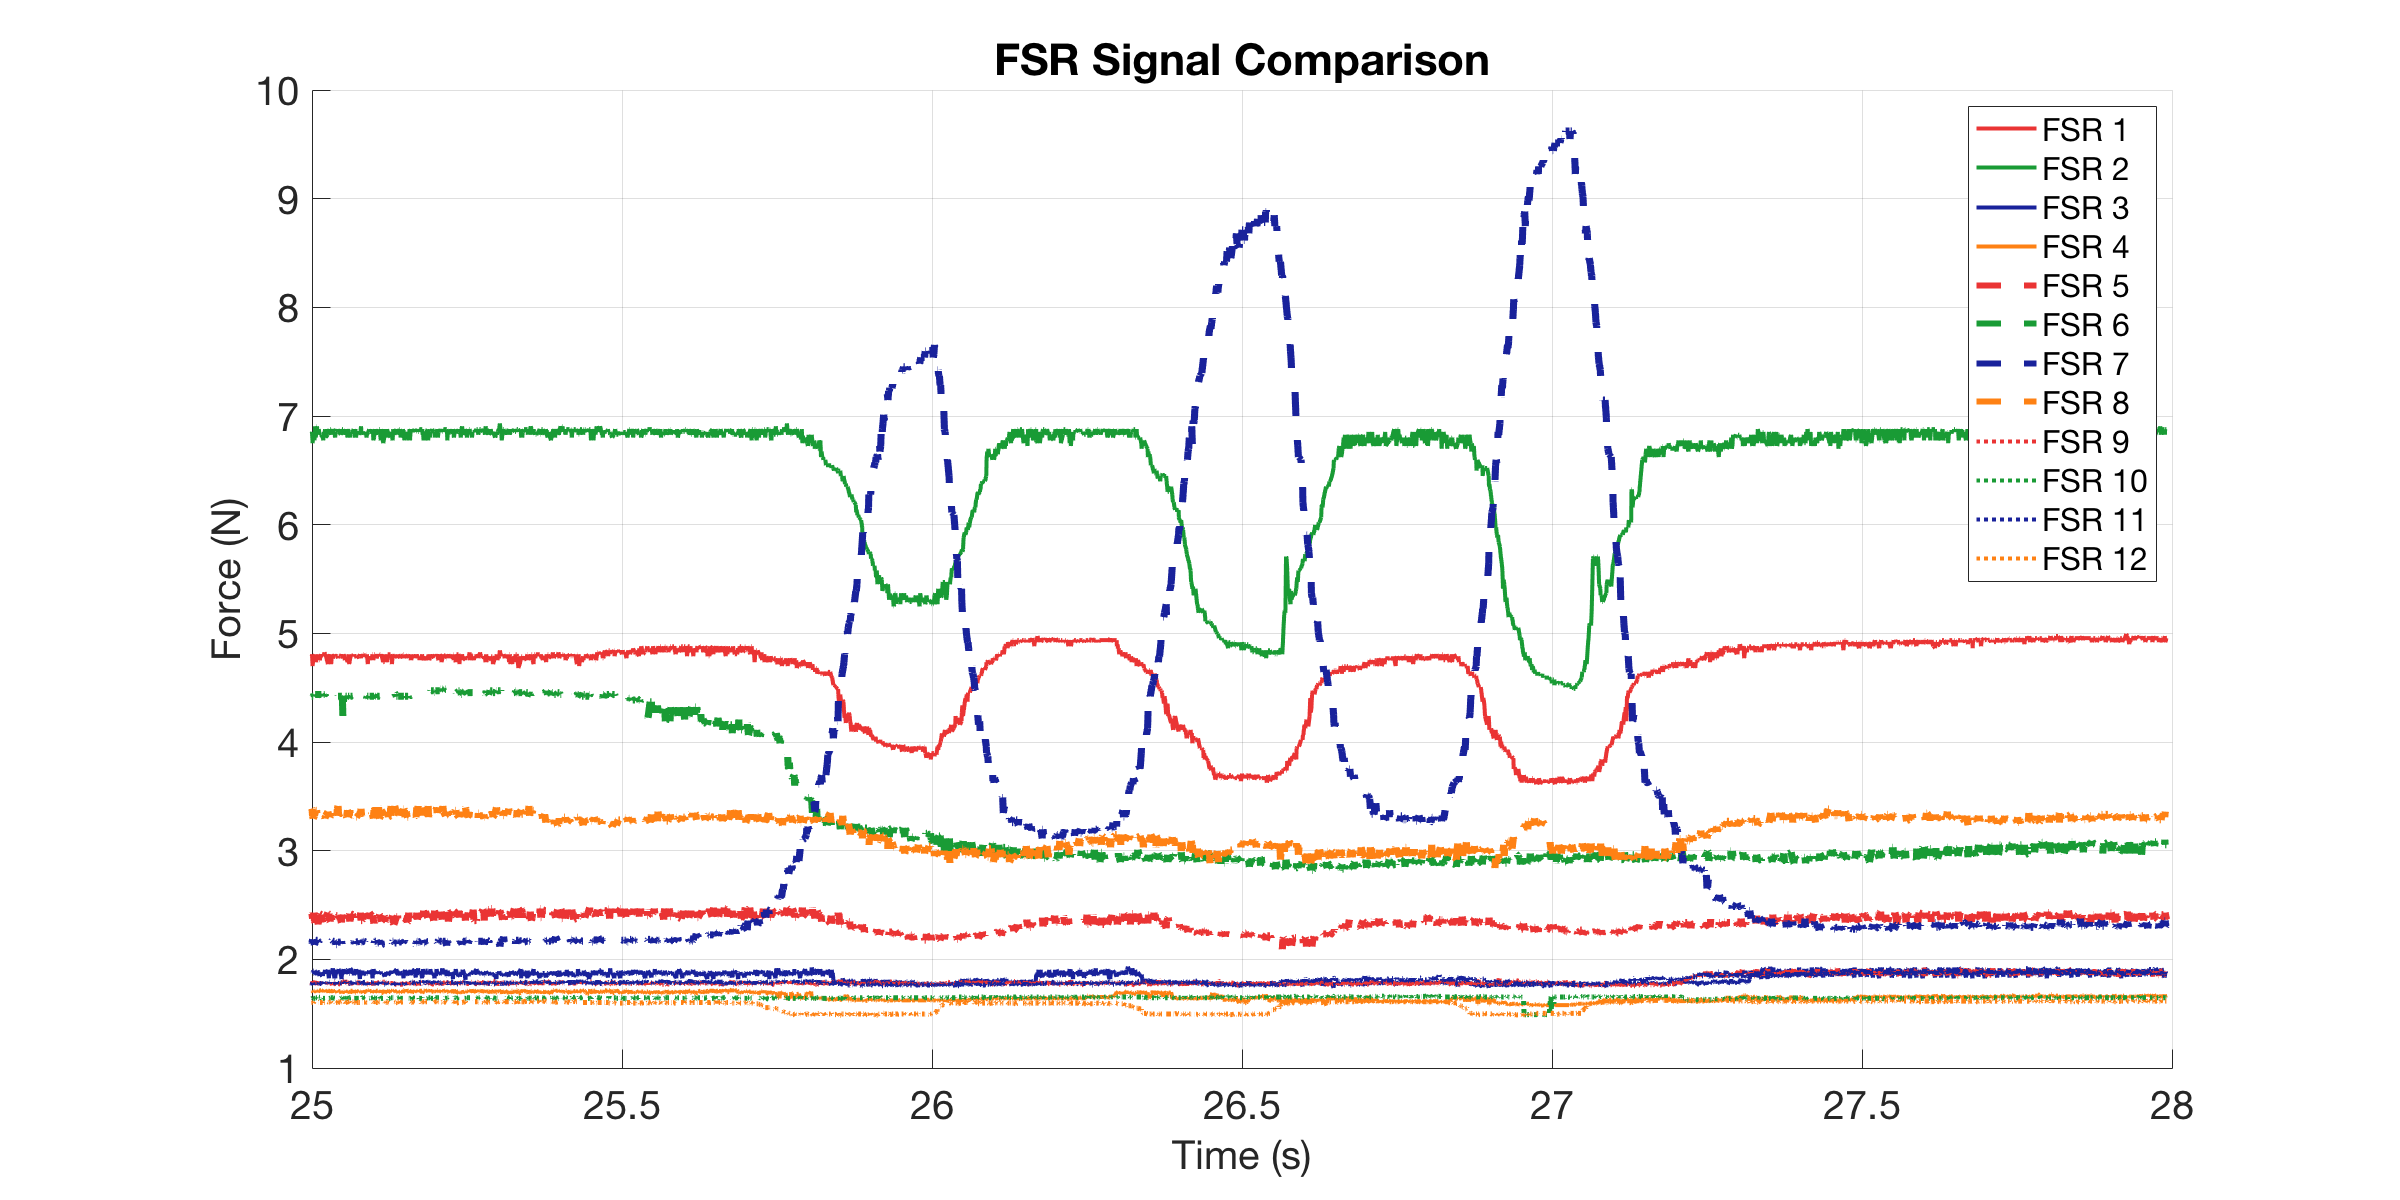 FSR Signal Comparison
10
9
8
7
6
5
4
3
2
1
Force (N)
FSR 1
FSR 2
FSR 3
FSR 4
FSR 5
FSR 6
FSR 7
FSR 8
FSR 9
FSR 10
FSR 11
FSR 12
25 25.5 26 26.5 27 27.5 28
Time (s)